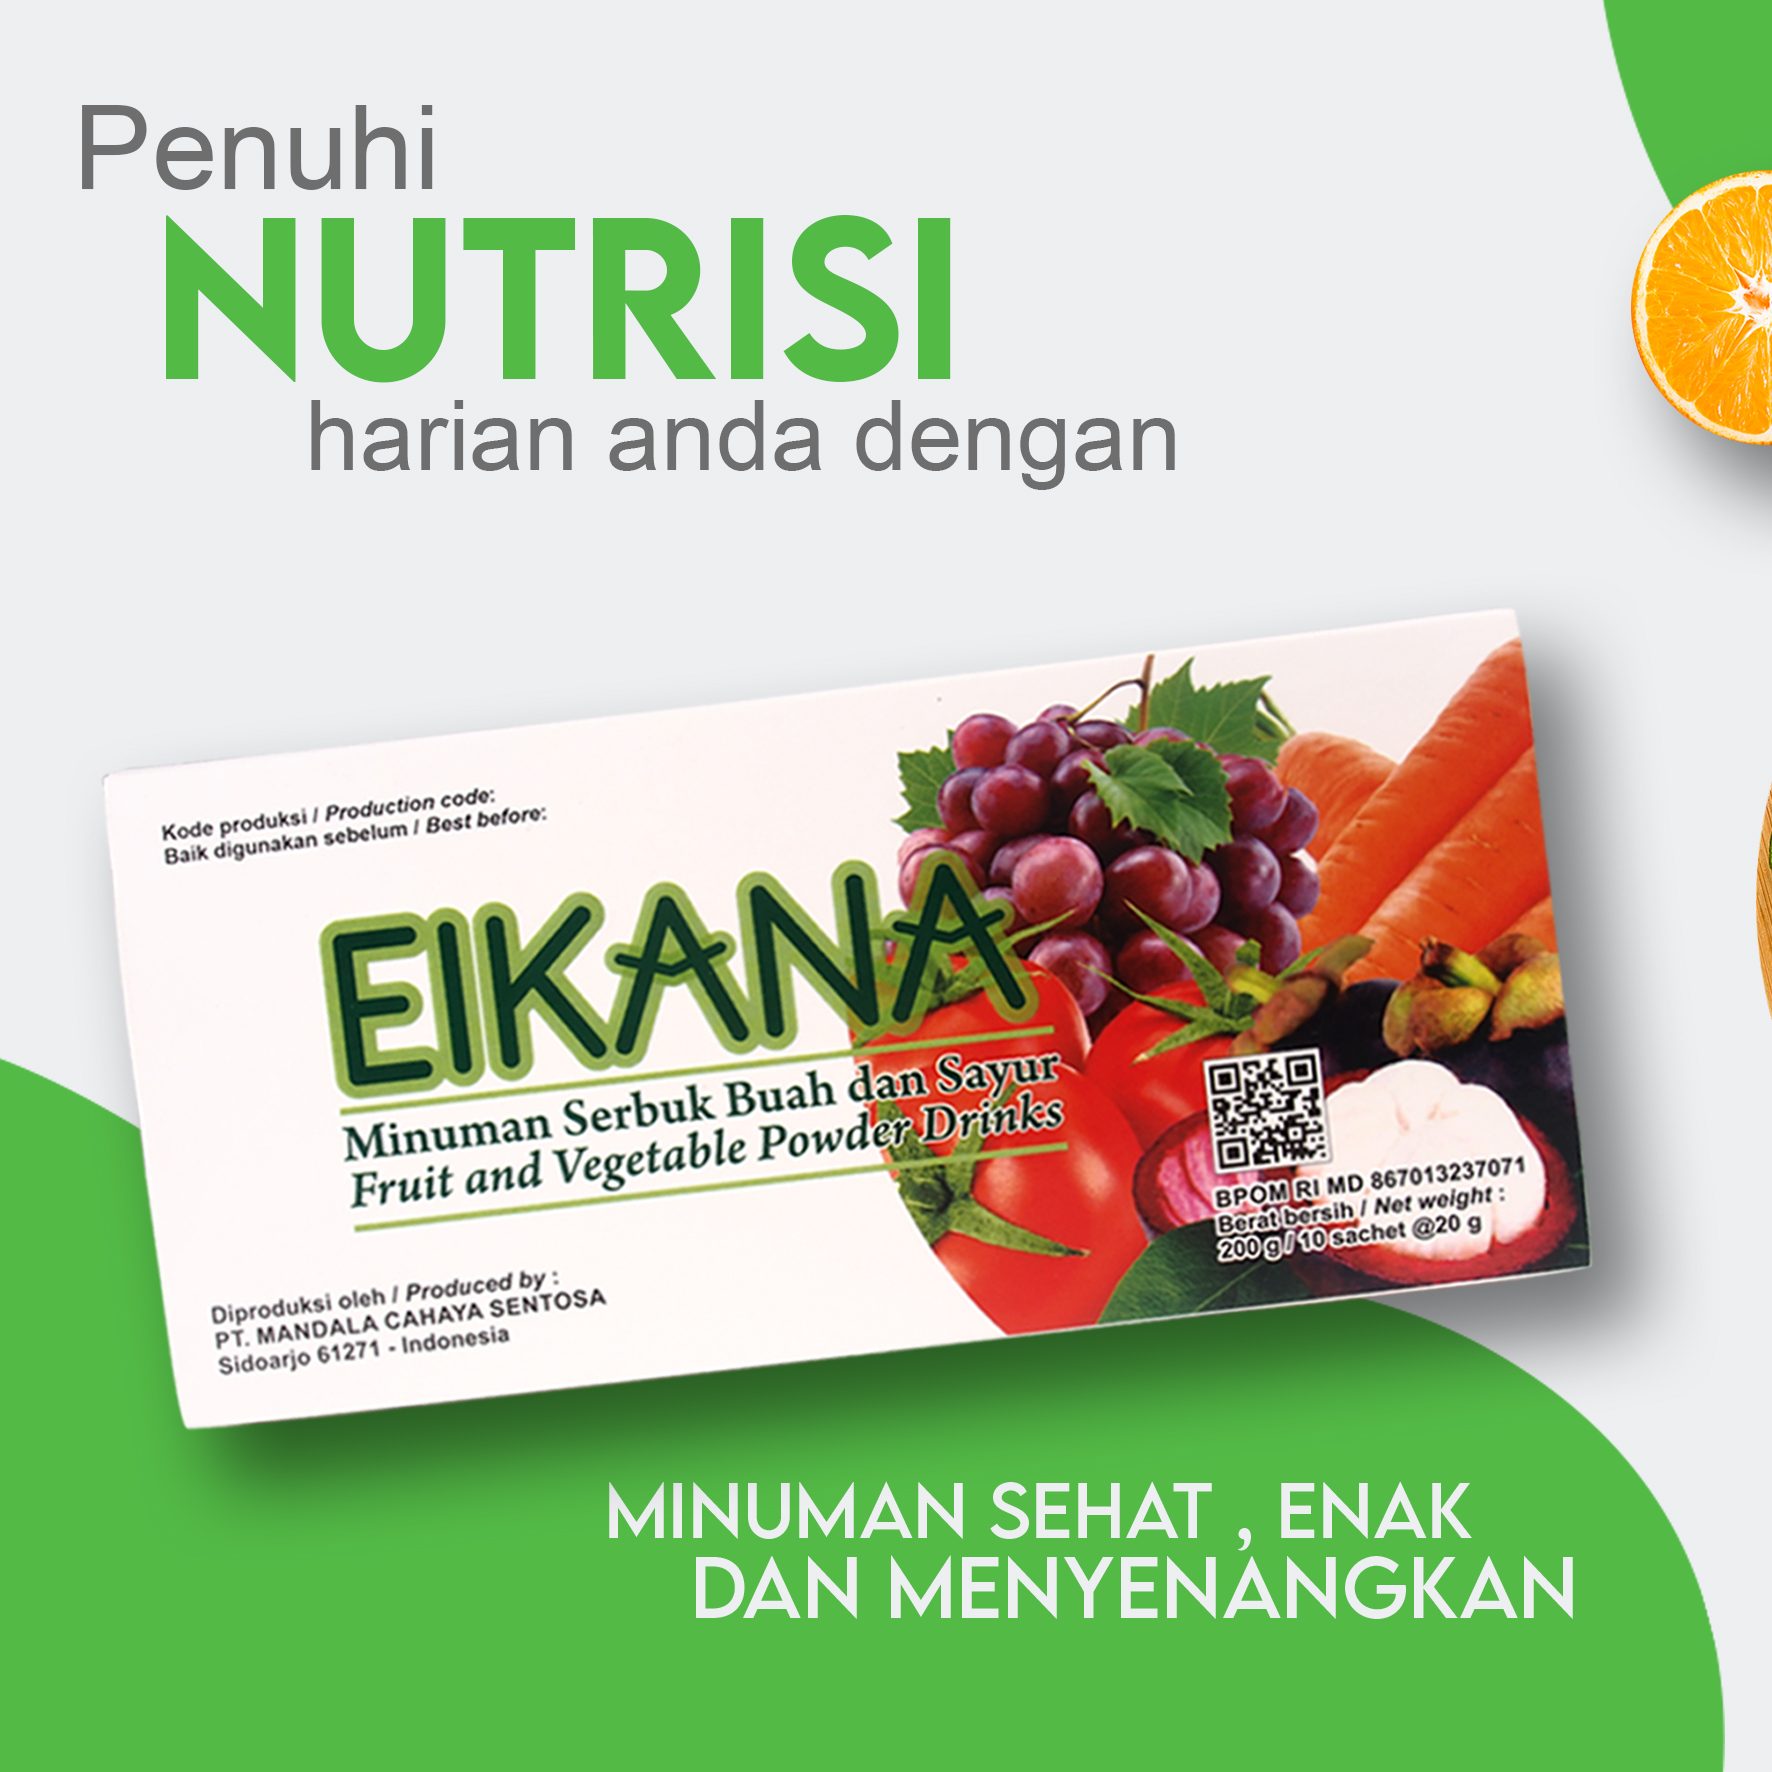 Penuhi
NUTRISI
harian anda dengan
Kode produksi / Production code:
Baik digunakan sebelum / Best before:
EIKANA
Minuman Serbuk Buah dan Sayur
Fruit and Vegetable Powder Drinks
BPOM RI MD 867013237071
Berat bersih / Net weight :
200 g / 10 sachet @20 g
Diproduksi oleh / Produced by :
PT. MANDALA CAHAYA SENTOSA
Sidoarjo 61271 - Indonesia
MINUMAN SEHAT , ENAK
DAN MENYENANGKAN